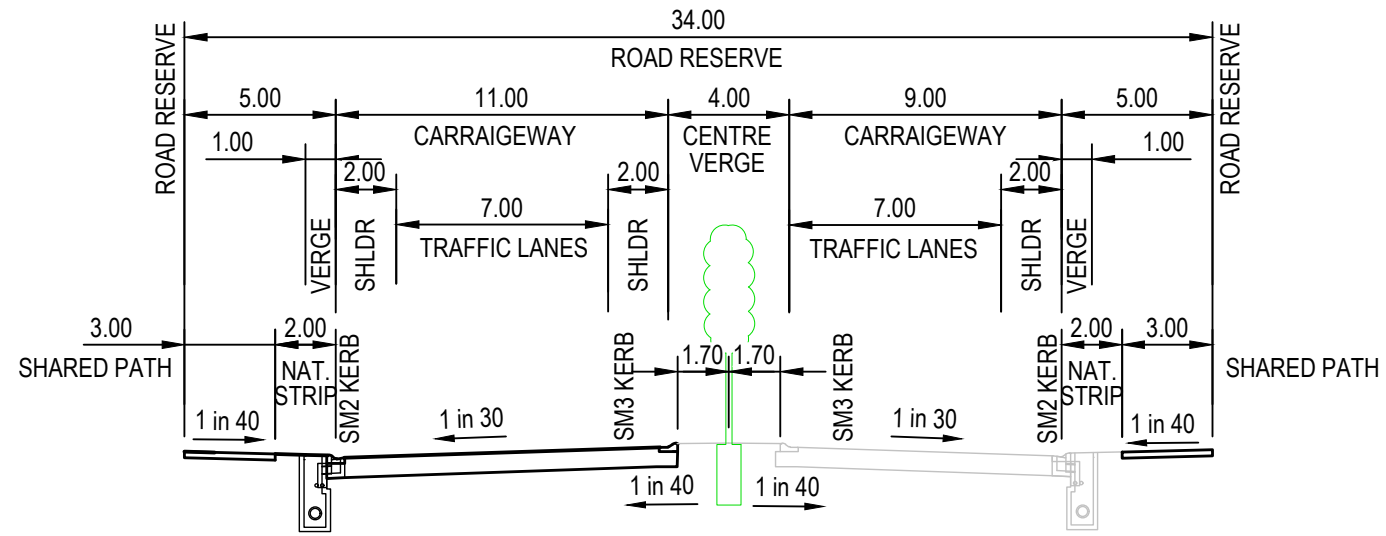 34.00
ROAD RESERVE
ROAD RESERVE
ROAD RESERVE
5.00
11.00
4.00
9.00
5.00
CARRAIGEWAY
CENTRE
VERGE
CARRAIGEWAY
1.00
1.00
2.00
2.00
2.00
7.00
7.00
VERGE
SHLDR
TRAFFIC LANES
SHLDR
TRAFFIC LANES
SHLDR
VERGE
3.00
2.00
1.70
1.70
2.00
3.00
SHARED PATH
NAT.
STRIP
SM2 KERB
SM3 KERB
SM3 KERB
SM2 KERB
NAT.
STRIP
SHARED PATH
1 in 40
1 in 30
1 in 30
1 in 40
1 in 40
1 in 40